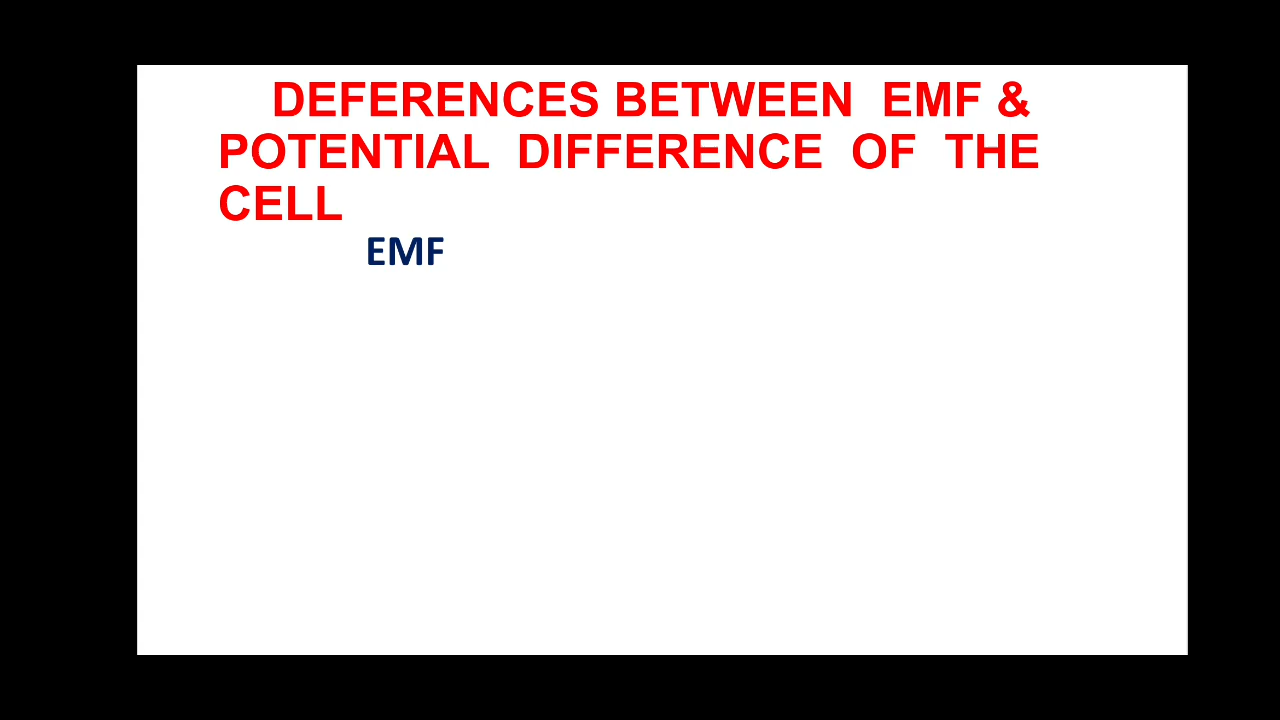 DEFERENCES BETWEEN EMF &
POTENTIAL DIFFERENCE OF THE
CELL
EMF